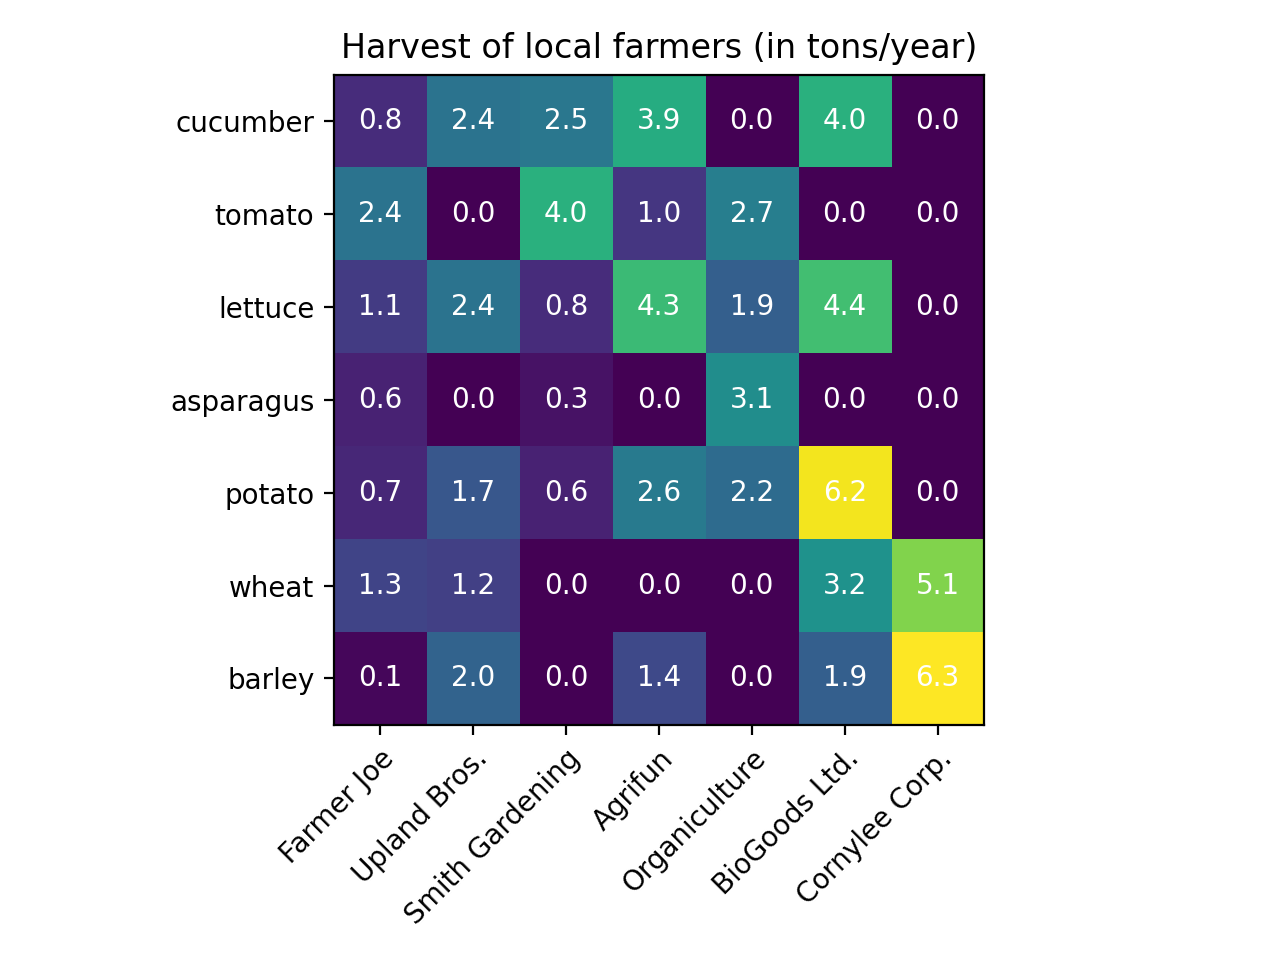 Harvest of local farmers (in tons/year)
cucumber 0.8 2.4 2.5 3.9 0.0 4.0 0.0
tomato 2.4 0.0 4.0 1.0 2.7 0.0 0.0
lettuce 1.1 2.4 0.8 4.3 1.9 4.4 0.0
asparagus 0.6 0.0 0.3 0.0 3.1 0.0 0.0
potato 0.7 1.7 0.6 2.6 2.2 6.2 0.0
wheat 1.3 1.2 0.0 0.0 0.0 3.2 5.1
barley 0.1 2.0 0.0 1.4 0.0 1.9 6.3
Farmer Joe
Upland Bros.
Smith Gardening
Agrifun
Organiculture
BioGoods Ltd.
Cornylee Corp.